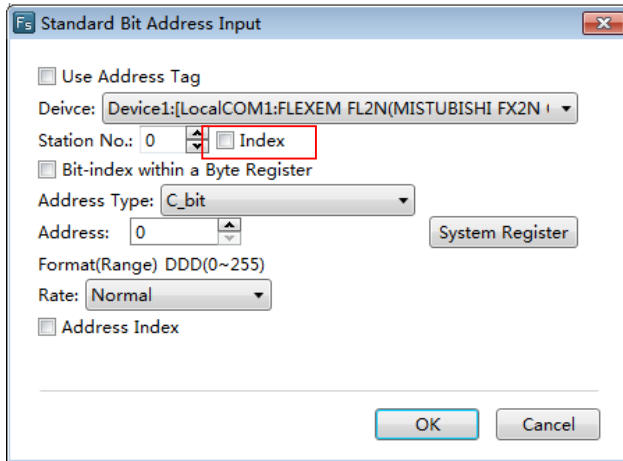 Fs Standard Bit Address Input
Use Address Tag
Deivce: Device1:[LocalCOM1:FLEXEM FL2N(MISTUBISHI FX2N
Station No.: 0 Index
Bit-index within a Byte Register
Address Type: C_bit
Address: 0 System Register
Format(Range) DDD(0~255)
Rate: Normal
Address Index
OK Cancel